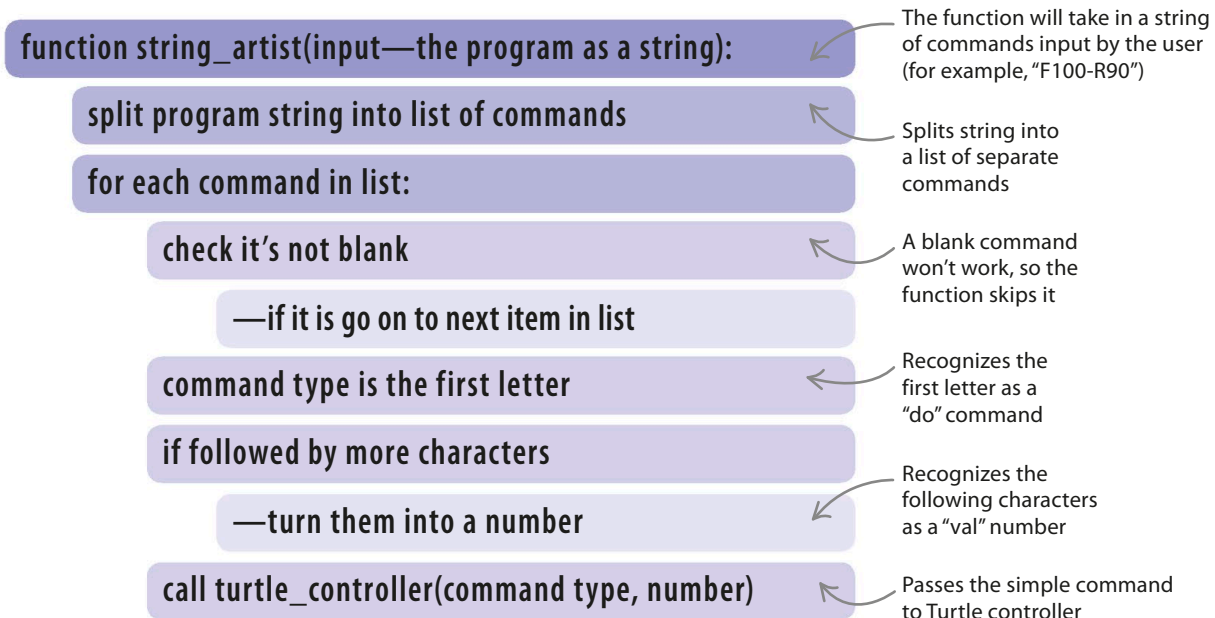 function string_artist(input—the program as a string):
The function will take in a string
of commands input by the user
(for example, “F100-R90”)
split program string into list of commands
Splits string into
a list of separate
commands
for each command in list:
check it’s not blank
A blank command
won’t work, so the
function skips it
—if it is go on to next item in list
command type is the first letter
Recognizes the
first letter as a
“do” command
if followed by more characters
—turn them into a number
Recognizes the
following characters
as a “val” number
call turtle_controller(command type, number)
Passes the simple command
to Turtle controller